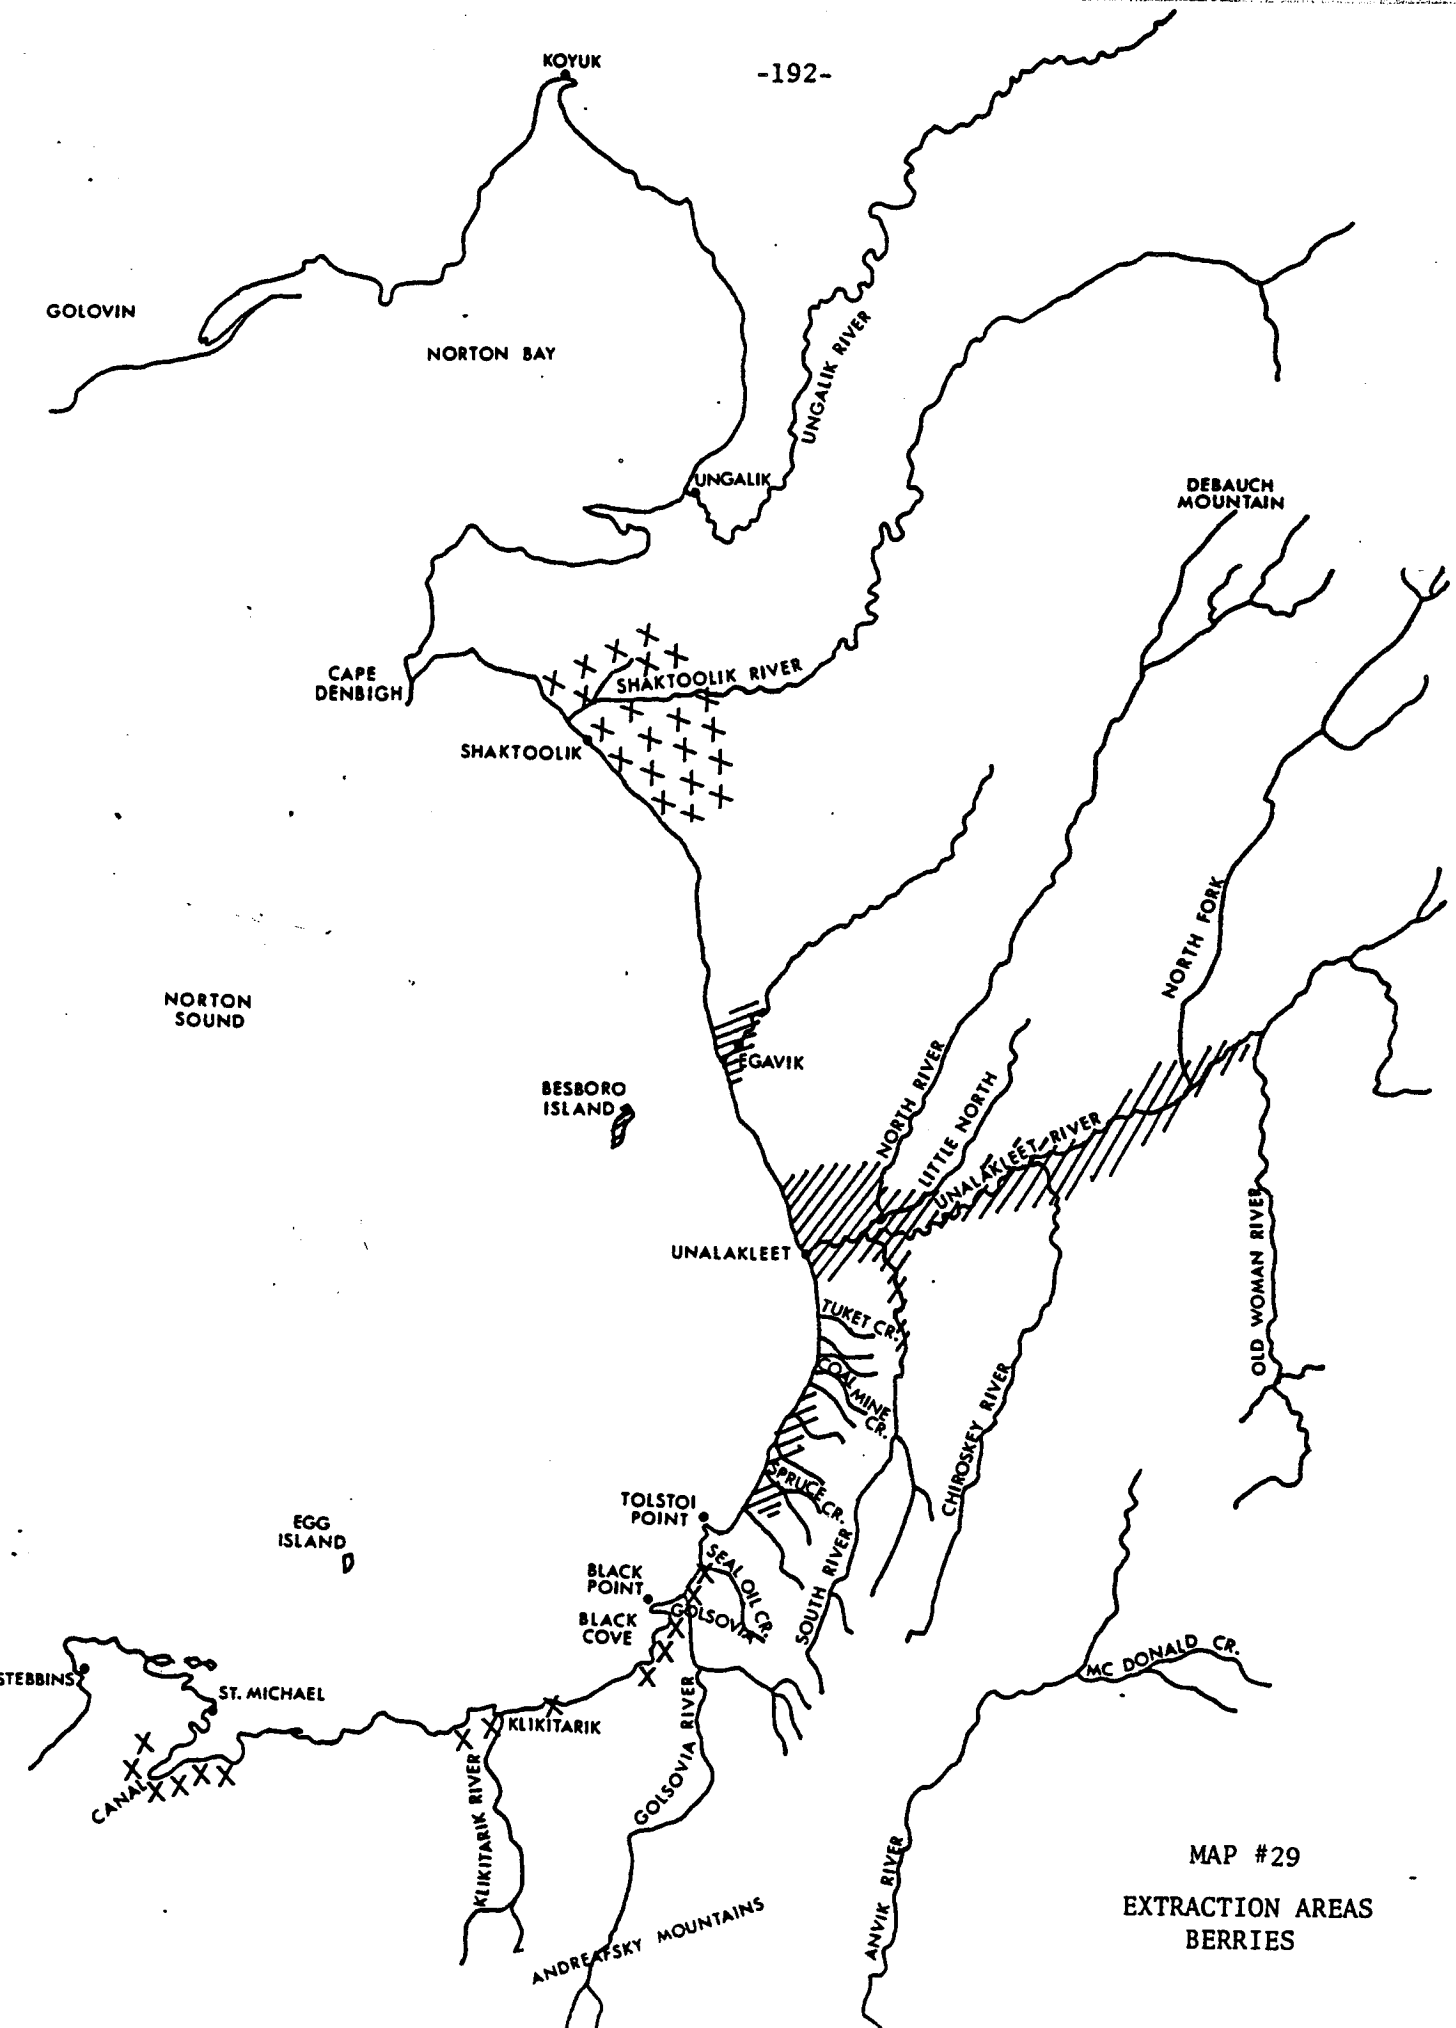 -192-
KOYUK
GOLOVIN
NORTON BAY
UNGALIK RIVER
UNGALIK
DEBAUCH
MOUNTAIN
CAPE
DENBIGH
SHAKTOOLIK RIVER
SHAKTOOLIK
NORTH FORK
NORTON
SOUND
EGAVIK
BESBORO
ISLAND
NORTH RIVER
LITTLE NORTH
UNALAKLEET RIVER
UNALAKLEET
OLD WOMAN RIVER
TUKET CR.
COAL MINE
CR.
CHIROSKEY RIVER
SPRUCE CR.
TOLSTOI
POINT
EGG
ISLAND
SEAL OIL CR.
SOUTH RIVER
BLACK
POINT
GOLSOVIA
BLACK
COVE
MC DONALD CR.
STEBBINS
ST. MICHAEL
KLIKITARIK
CANAL
KLIKITARIK RIVER
GOLSOVIA RIVER
ANVIK RIVER
ANDREAFSKY MOUNTAINS
MAP #29
EXTRACTION AREAS
BERRIES